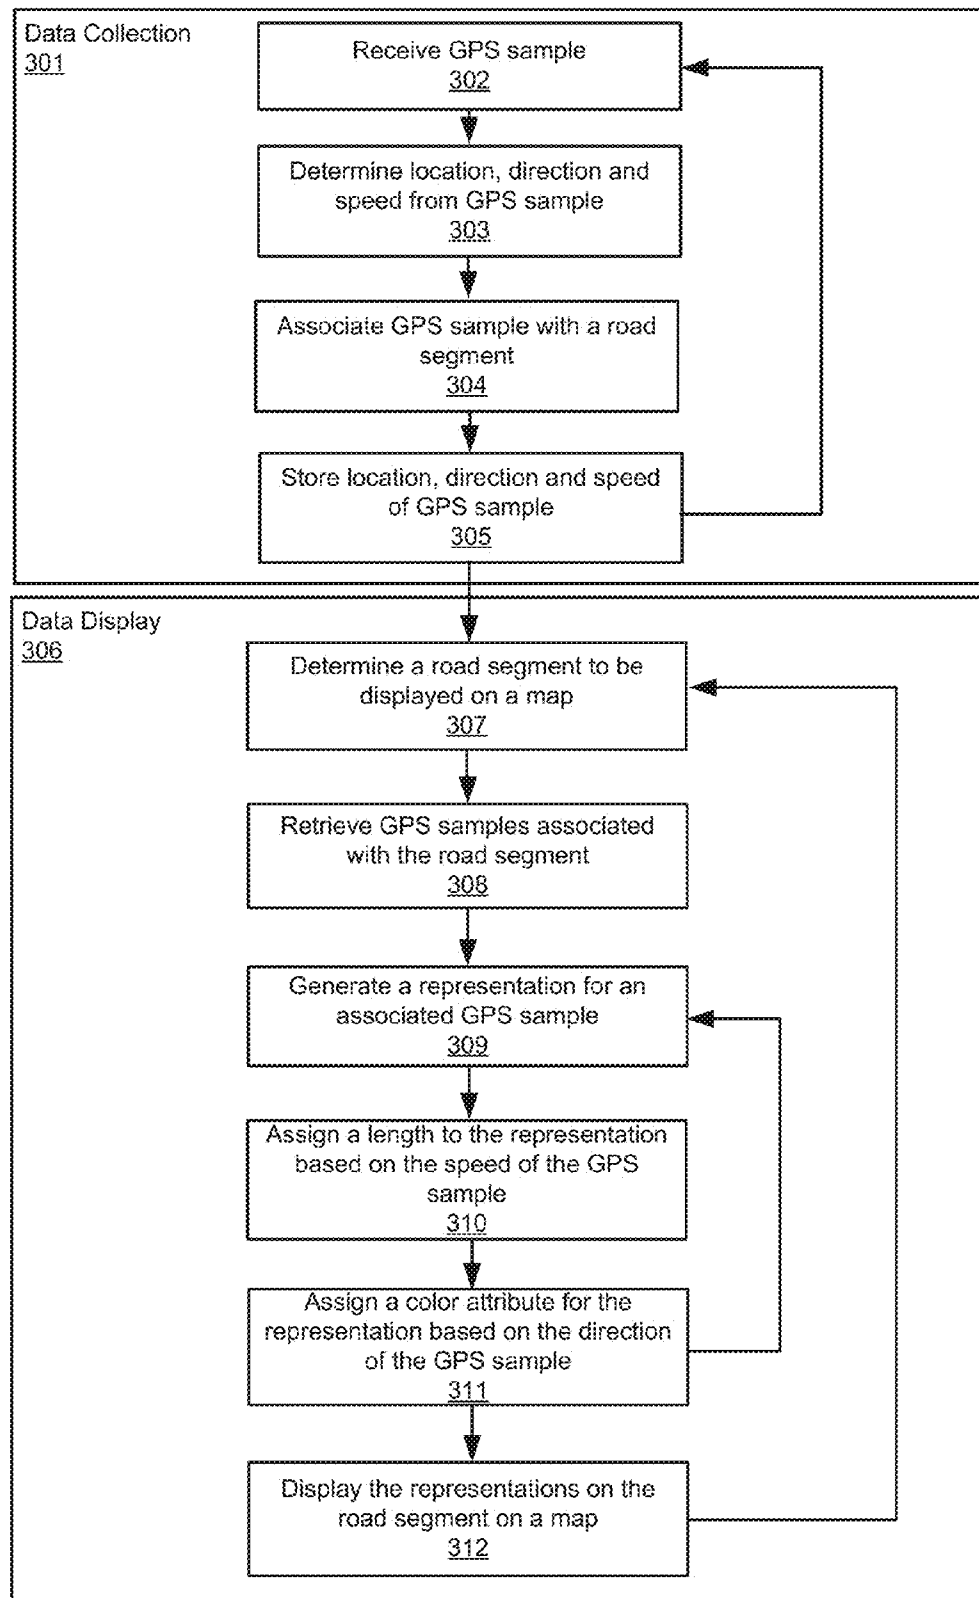 Data Collection
301
Receive GPS sample
302
Determine location, direction and
speed from GPS sample
303
Associate GPS sample with a road
segment
304
Store location, direction and speed
of GPS sample
305
Data Display
306
Determine a road segment to be
displayed on a map
307
Retrieve GPS samples associated
with the road segment
308
Generate a representation for an
associated GPS sample
309
Assign a length to the representation
based on the speed of the GPS
sample
310
Assign a color attribute for the
representation based on the direction
of the GPS sample
311
Display the representations on the
road segment on a map
312